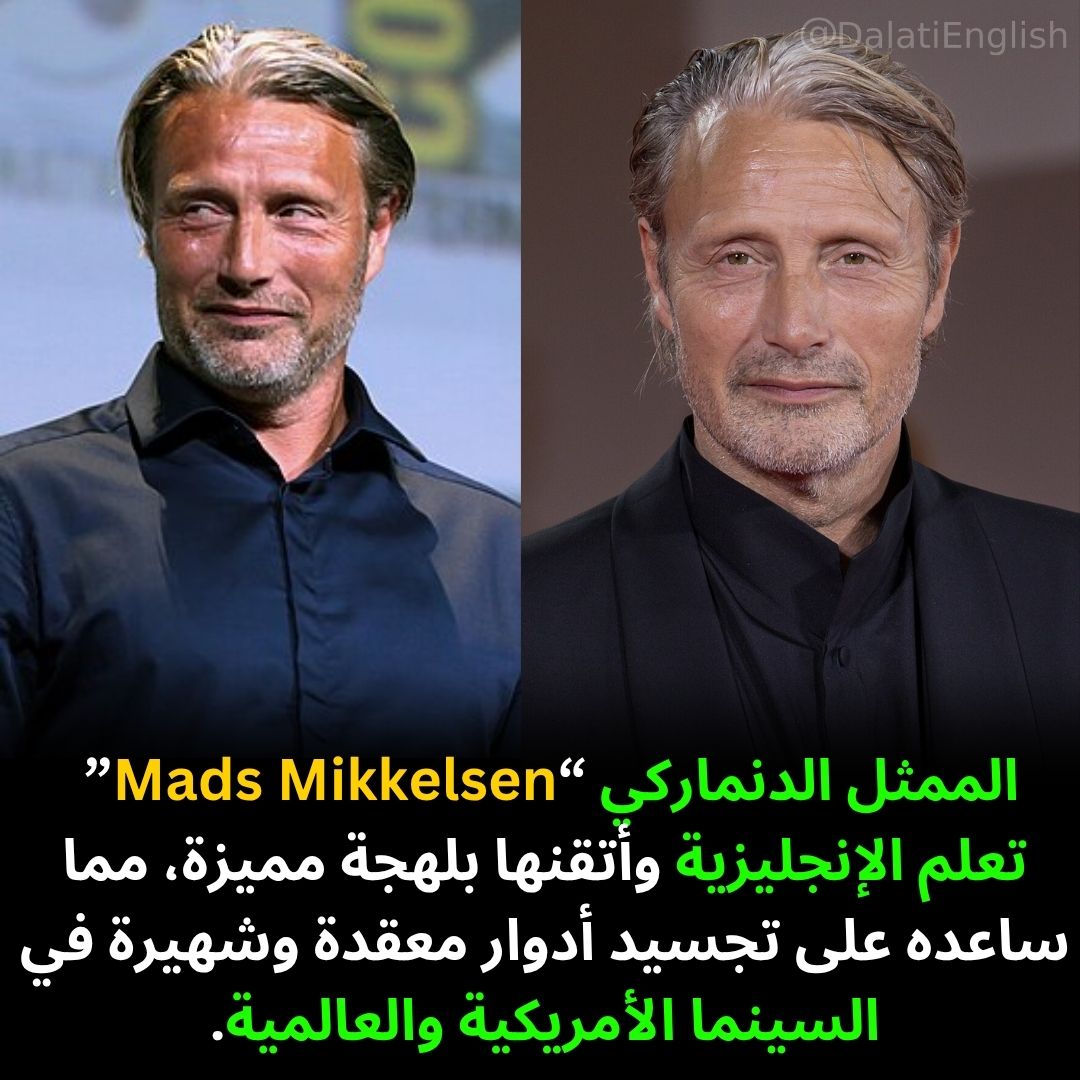 @DalatiEnglish
الممثل الدنماركي “Mads Mikkelsen”
تعلم الإنجليزية وأتقنها بلهجة مميزة، مما
ساعده على تجسيد أدوار معقدة وشهيرة في
السينما الأمريكية والعالمية.